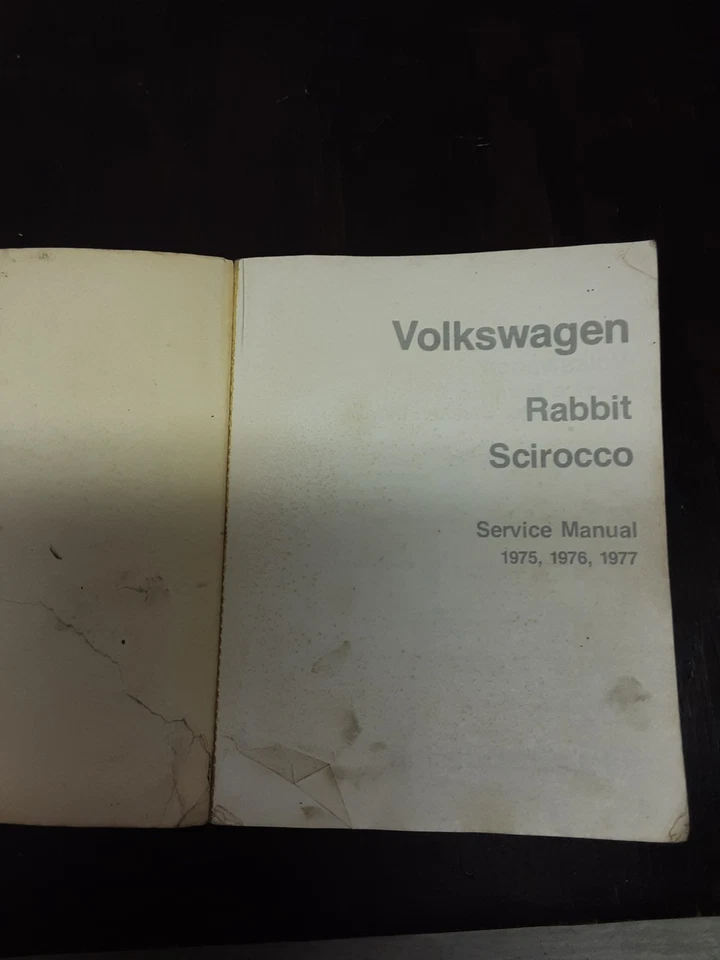 Volkswagen
Rabbit
Scirocco
Service Manual
1975, 1976, 1977